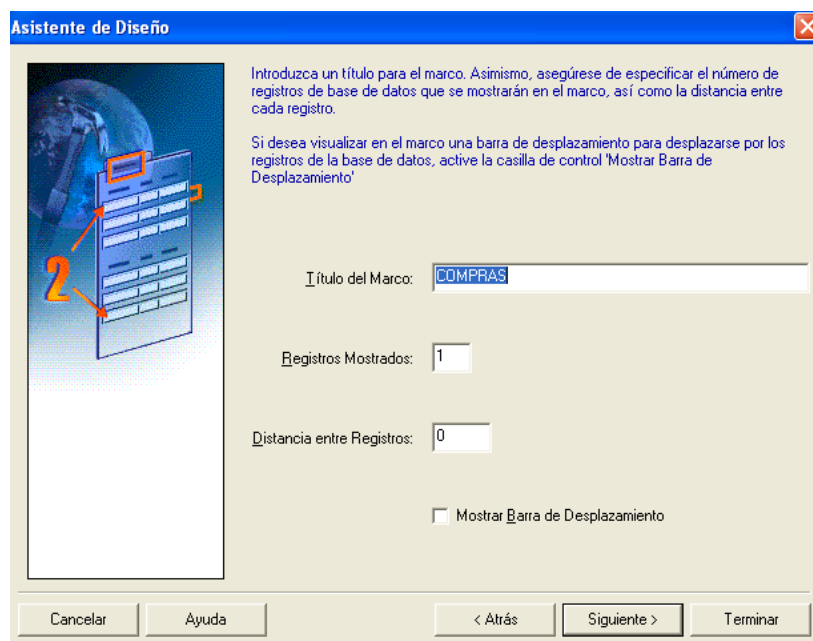 Asistente de Diseño
Introduzca un título para el marco. Asimismo, asegúrese de especificar el número de
registros de base de datos que se mostrarán en el marco, así como la distancia entre
cada registro.
Si desea visualizar en el marco una barra de desplazamiento para desplazarse por los
registros de la base de datos, active la casilla de control 'Mostrar Barra de
Desplazamiento'
2
Título del Marco: COMPRAS
Registros Mostrados: 1
Distancia entre Registros: 0
Mostrar Barra de Desplazamiento
Cancelar Ayuda < Atrás Siguiente > Terminar